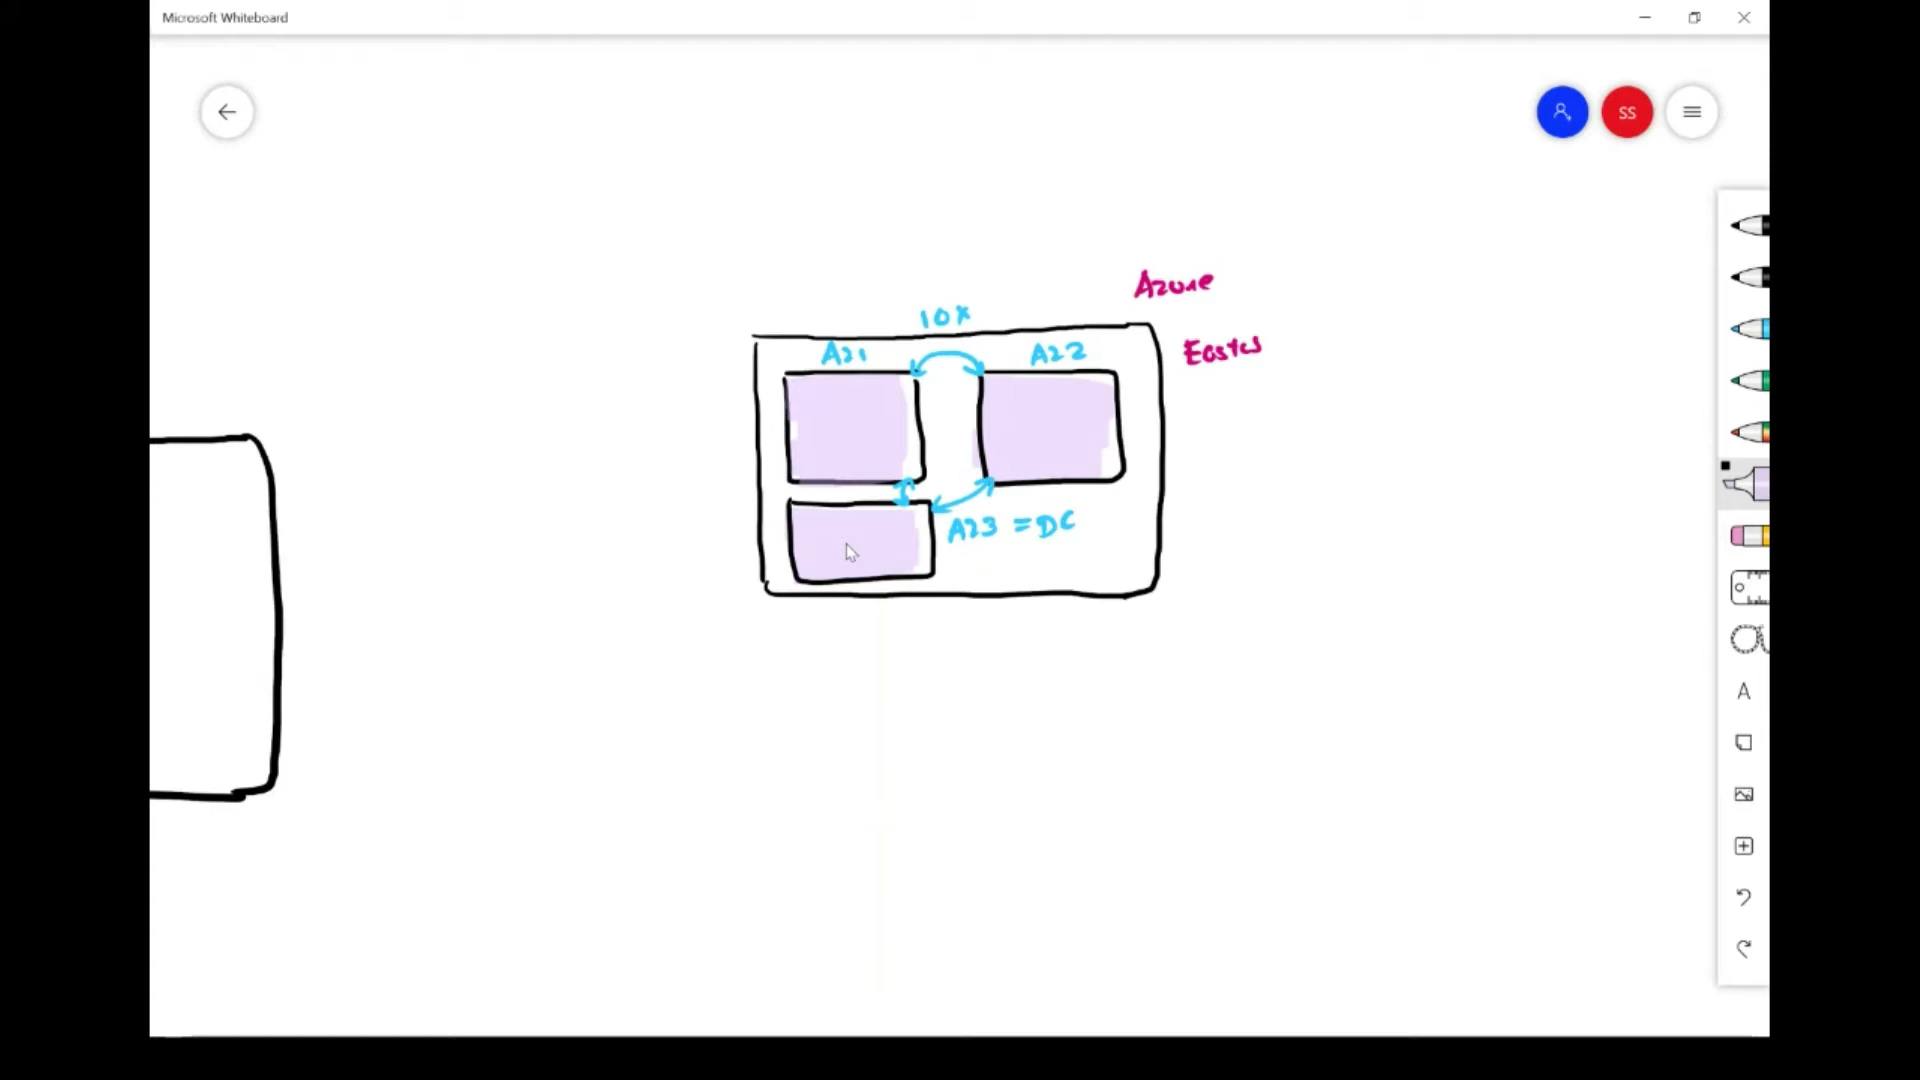 Microsoft Whiteboard
SS
Azure
10x
Eastus
AZ1
AZ2
AZ3 = DC
A